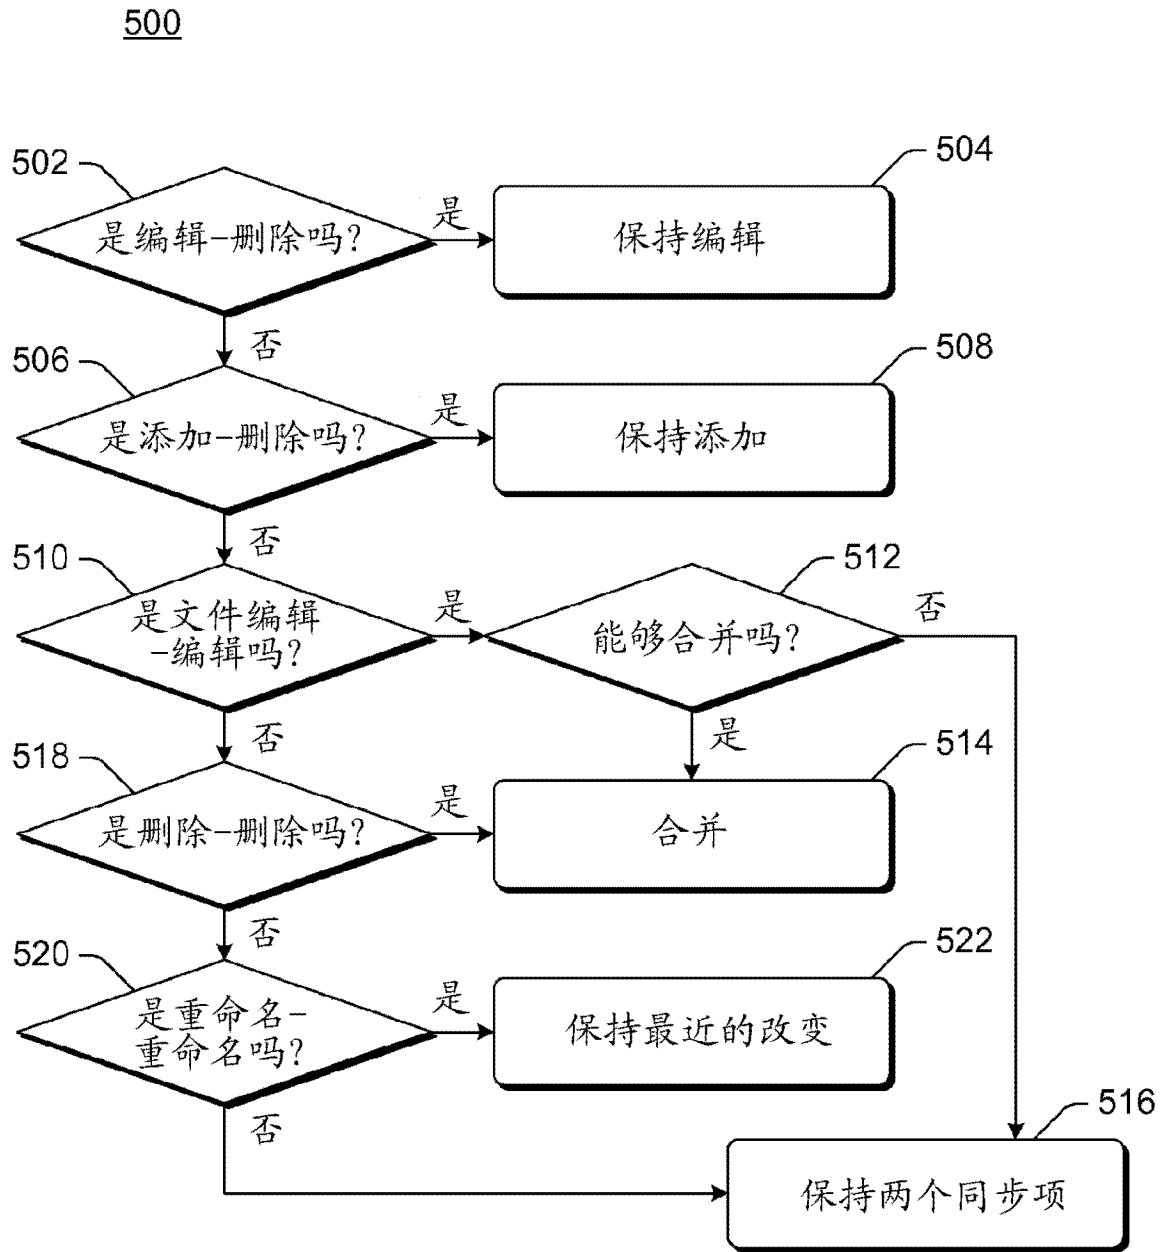 500
502
是编辑-删除吗?
是
504
保持编辑
否
506
是添加-删除吗?
是
508
保持添加
否
510
是文件编辑
-编辑吗?
是
512
能够合并吗?
否
是
否
518
是删除-删除吗?
是
514
合并
否
520
是重命名-
重命名吗?
是
522
保持最近的改变
否
516
保持两个同步项